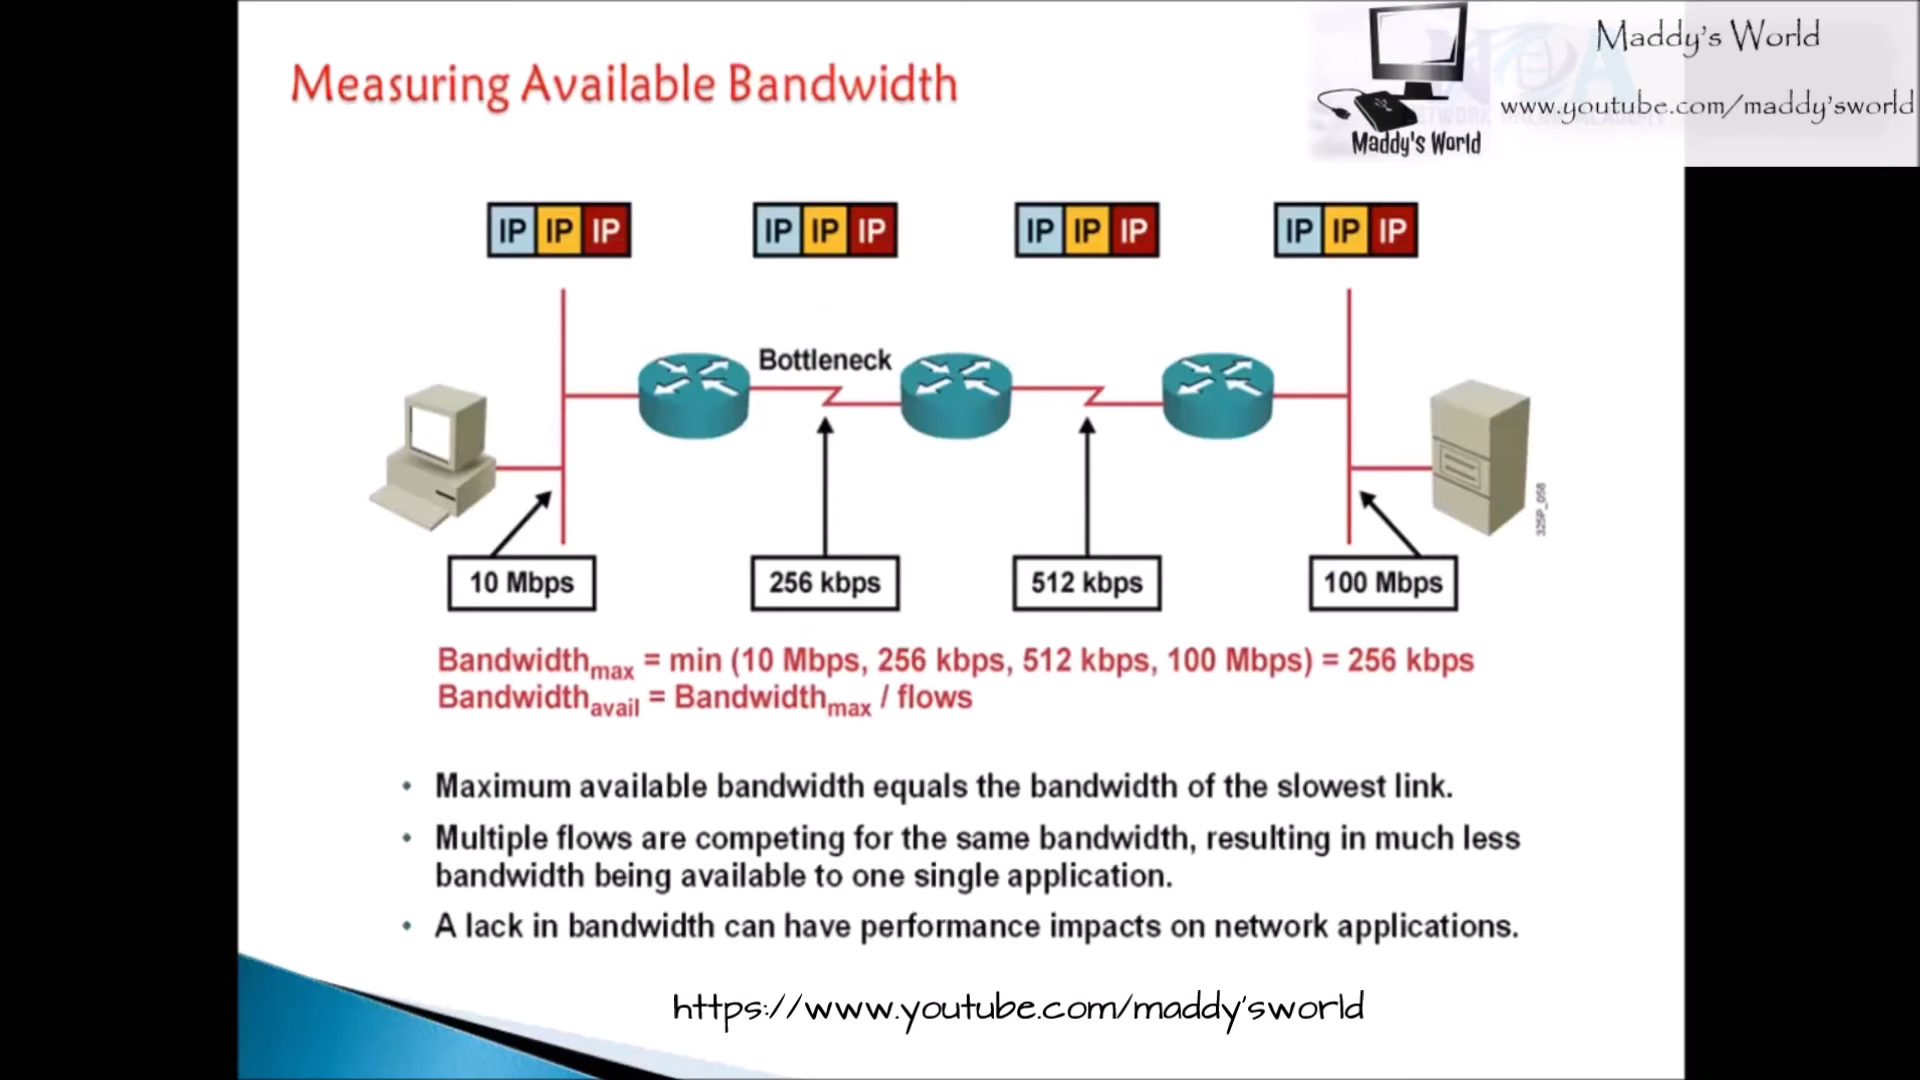 Maddy's World
www.youtube.com/maddy'sworld
Maddy's World
Measuring Available Bandwidth
IP IP IP IP IP IP IP IP IP IP IP IP
Bottleneck
325P_058
10 Mbps 256 kbps 512 kbps 100 Mbps
Bandwidthmax = min (10 Mbps, 256 kbps, 512 kbps, 100 Mbps) = 256 kbps
Bandwidthavail = Bandwidthmax / flows
• Maximum available bandwidth equals the bandwidth of the slowest link.
• Multiple flows are competing for the same bandwidth, resulting in much less
bandwidth being available to one single application.
• A lack in bandwidth can have performance impacts on network applications.
https://www.youtube.com/maddy'sworld